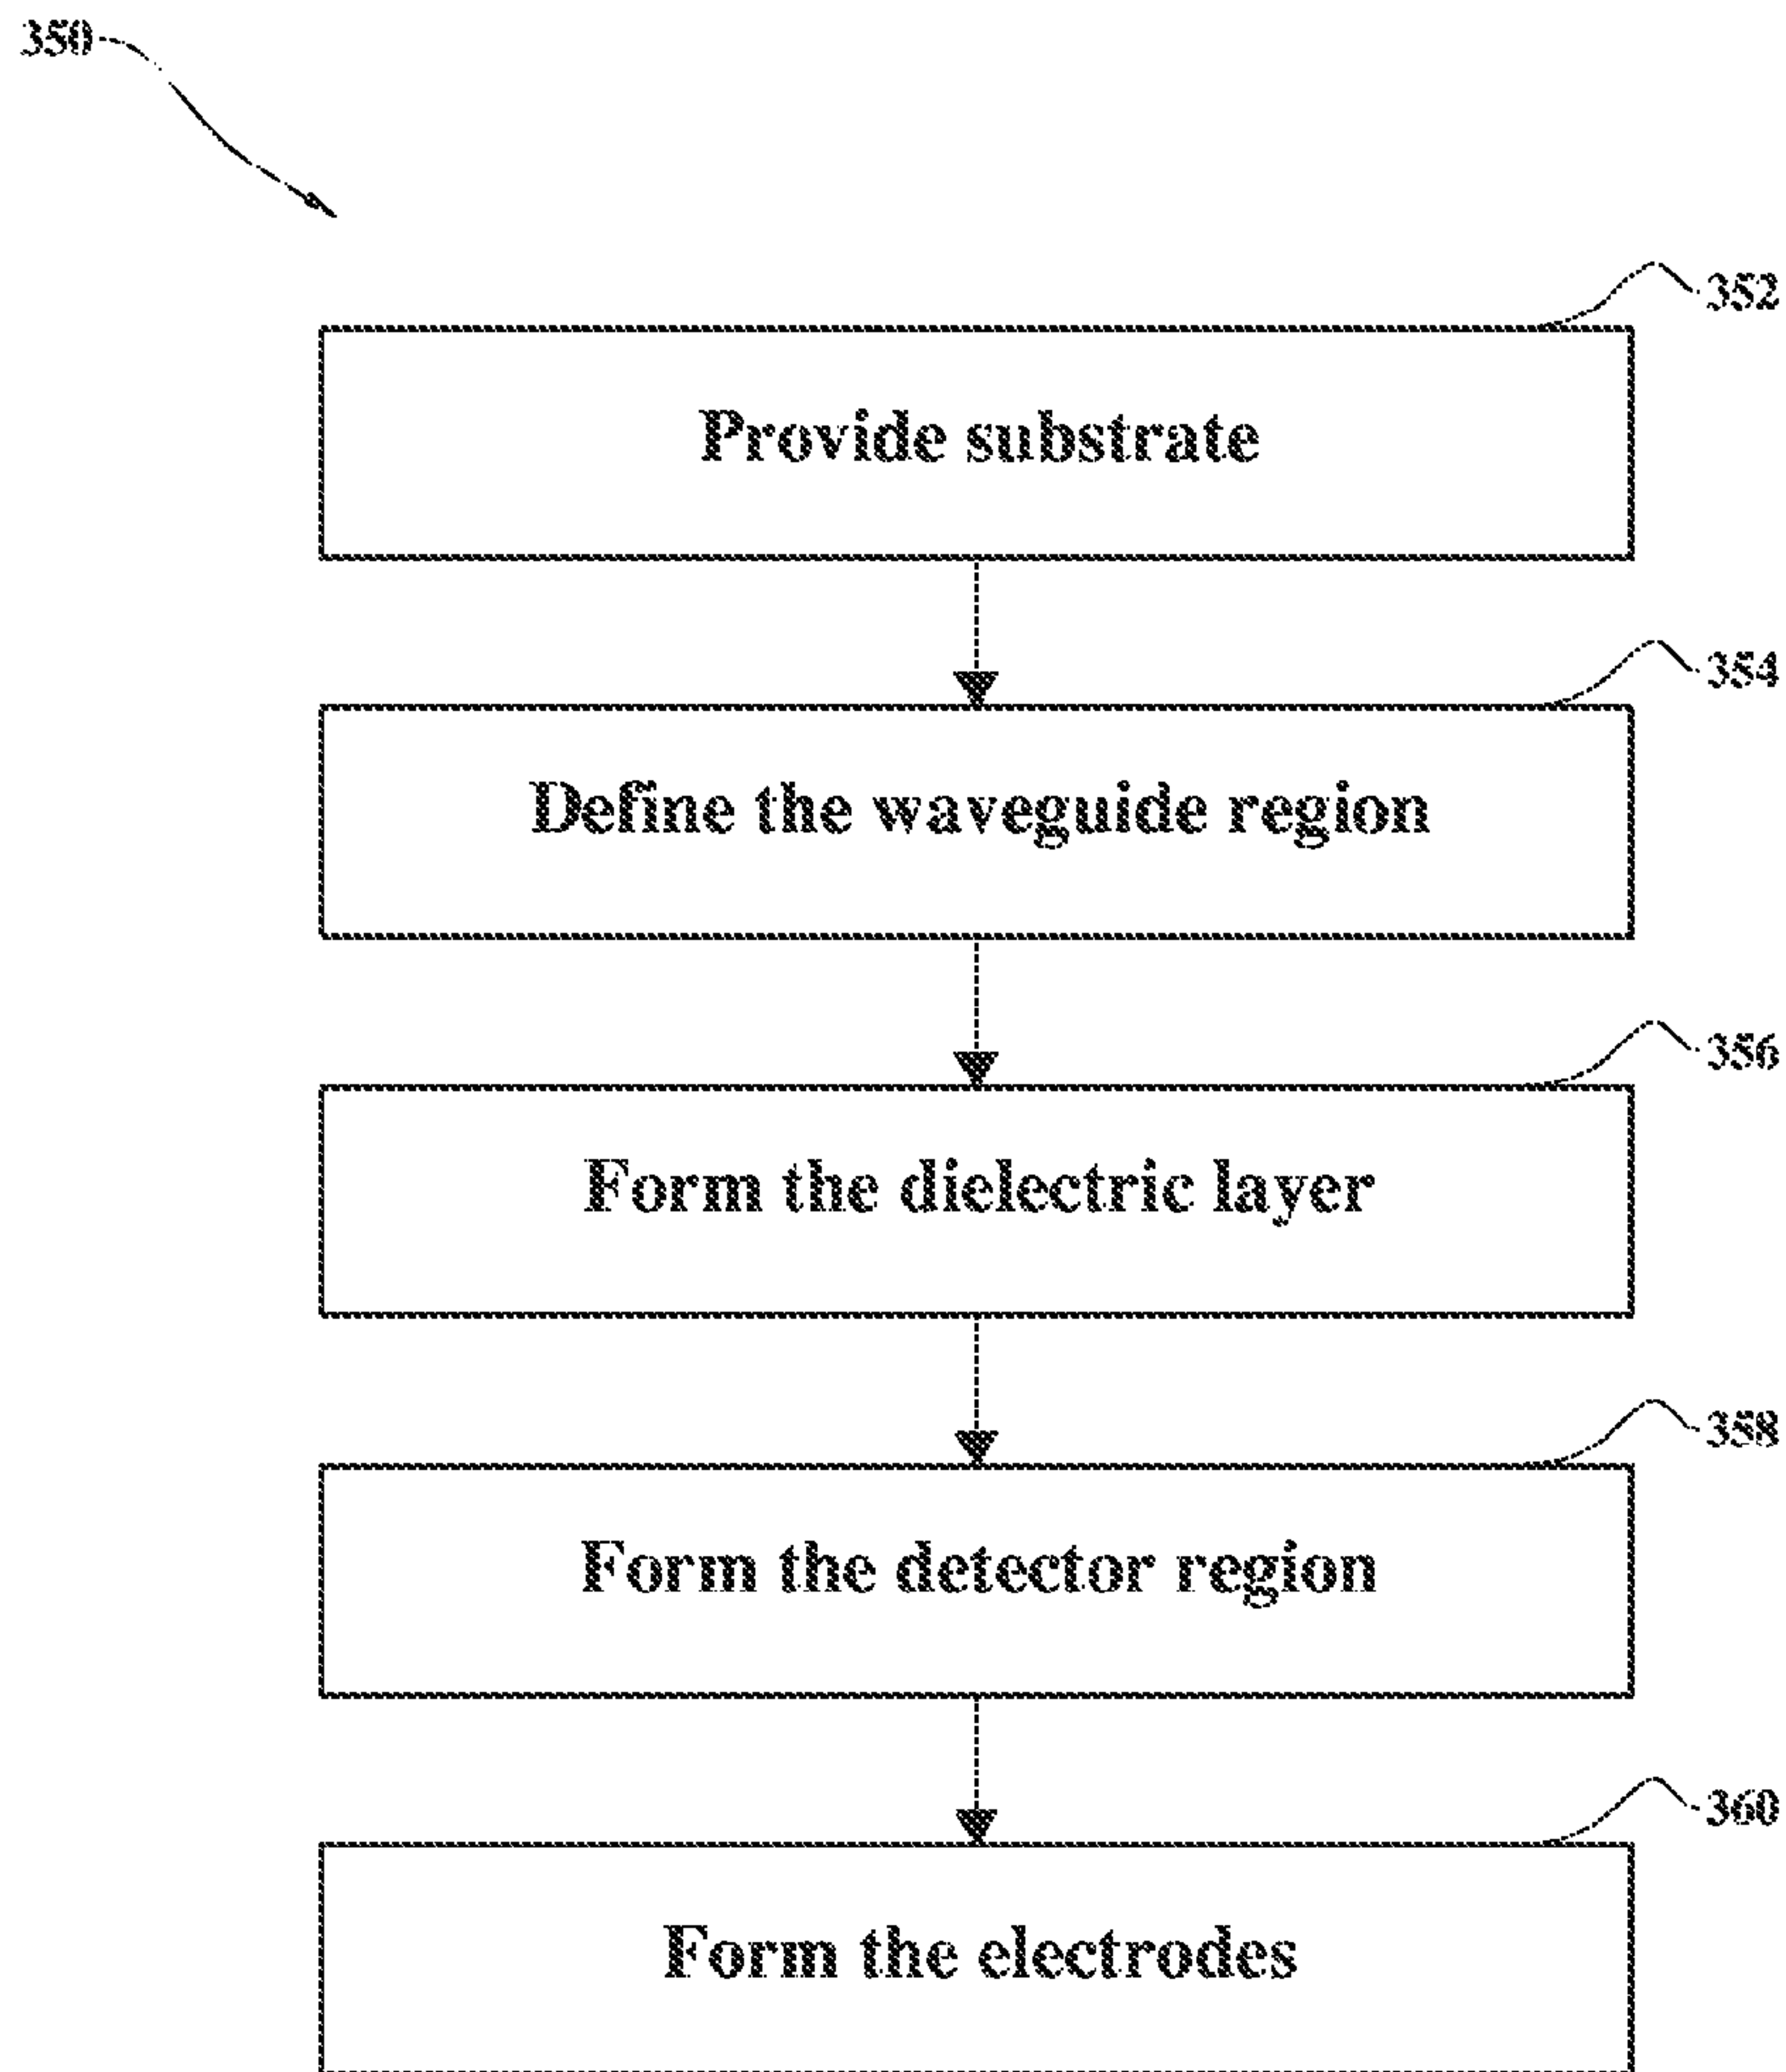 350
352
Provide substrate
354
Define the waveguide region
356
Form the dielectric layer
358
Form the detector region
360
Form the electrodes